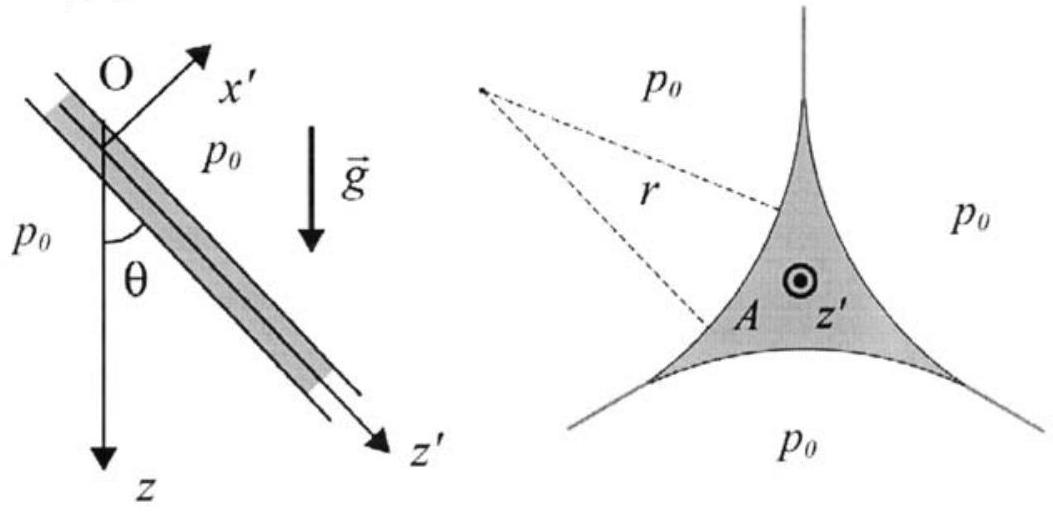 O
x'
p₀
p₀
g⃗
θ
z'
z
p₀
r
p₀
A
z'
p₀